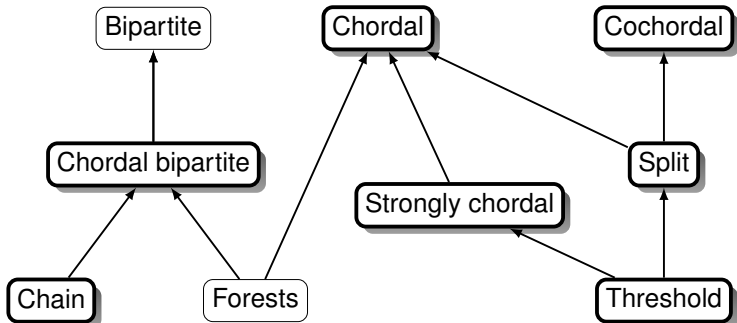 Bipartite
Chordal
Cochordal
Chordal bipartite
Split
Strongly chordal
Chain
Forests
Threshold